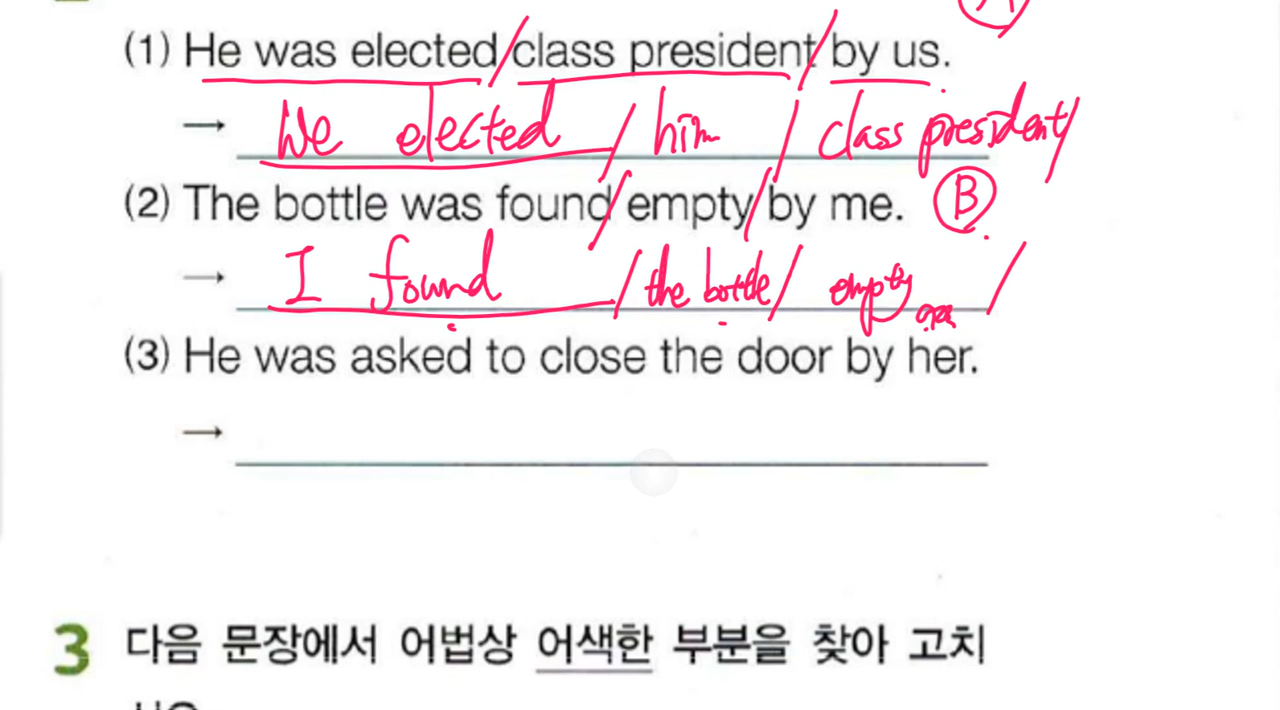 (1) He was elected/class president/by us.
→ We elected / him / class president/
(2) The bottle was found/empty/by me. Ⓑ
→ I found / the bottle / empty /
(3) He was asked to close the door by her.
→
3 다음 문장에서 어법상 어색한 부분을 찾아 고치